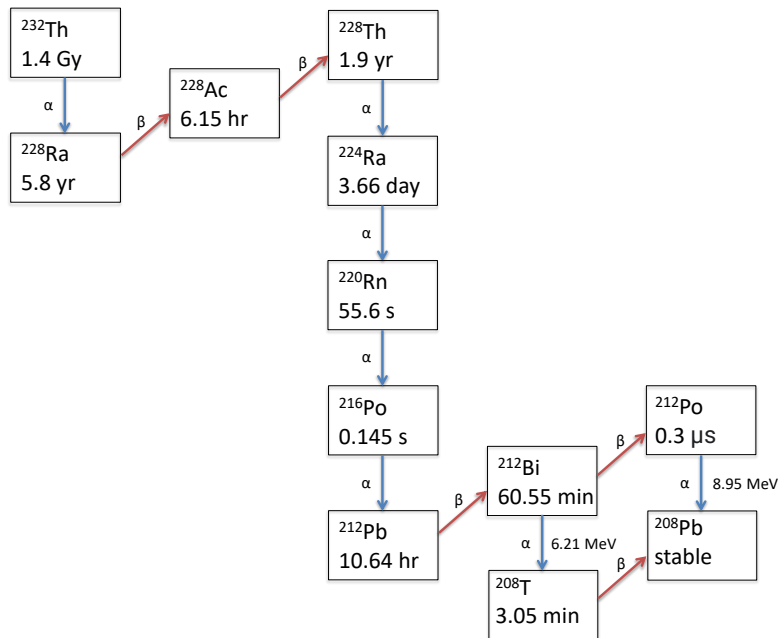 ²³²Th
1.4 Gy
α
²²⁸Ra
5.8 yr
β
²²⁸Ac
6.15 hr
β
²²⁸Th
1.9 yr
α
²²⁴Ra
3.66 day
α
²²⁰Rn
55.6 s
α
²¹⁶Po
0.145 s
α
²¹²Pb
10.64 hr
β
²¹²Bi
60.55 min
β
²¹²Po
0.3 μs
α 8.95 MeV
²⁰⁸Pb
stable
α 6.21 MeV
²⁰⁸T
3.05 min
β